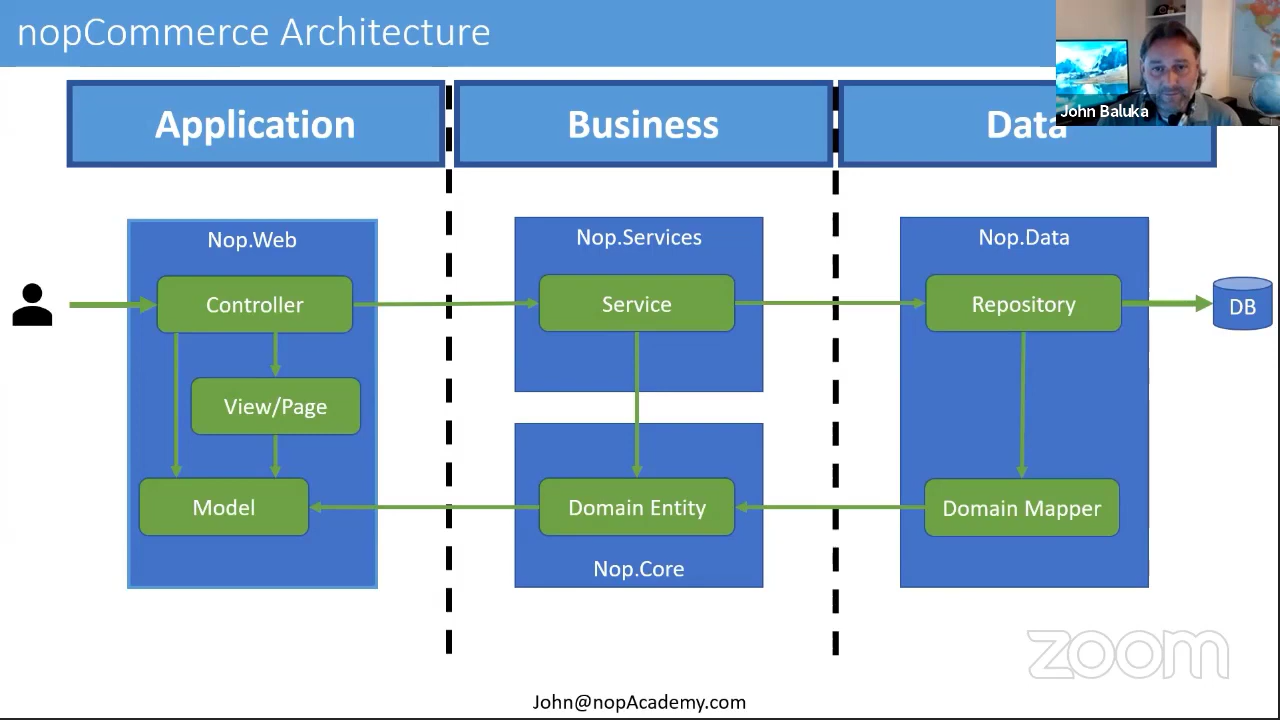 nopCommerce Architecture
John Baluka
Application
Business
Data
Nop.Web
Nop.Services
Nop.Data
Controller
Service
Repository
DB
View/Page
Model
Domain Entity
Domain Mapper
Nop.Core
zoom
John@nopAcademy.com